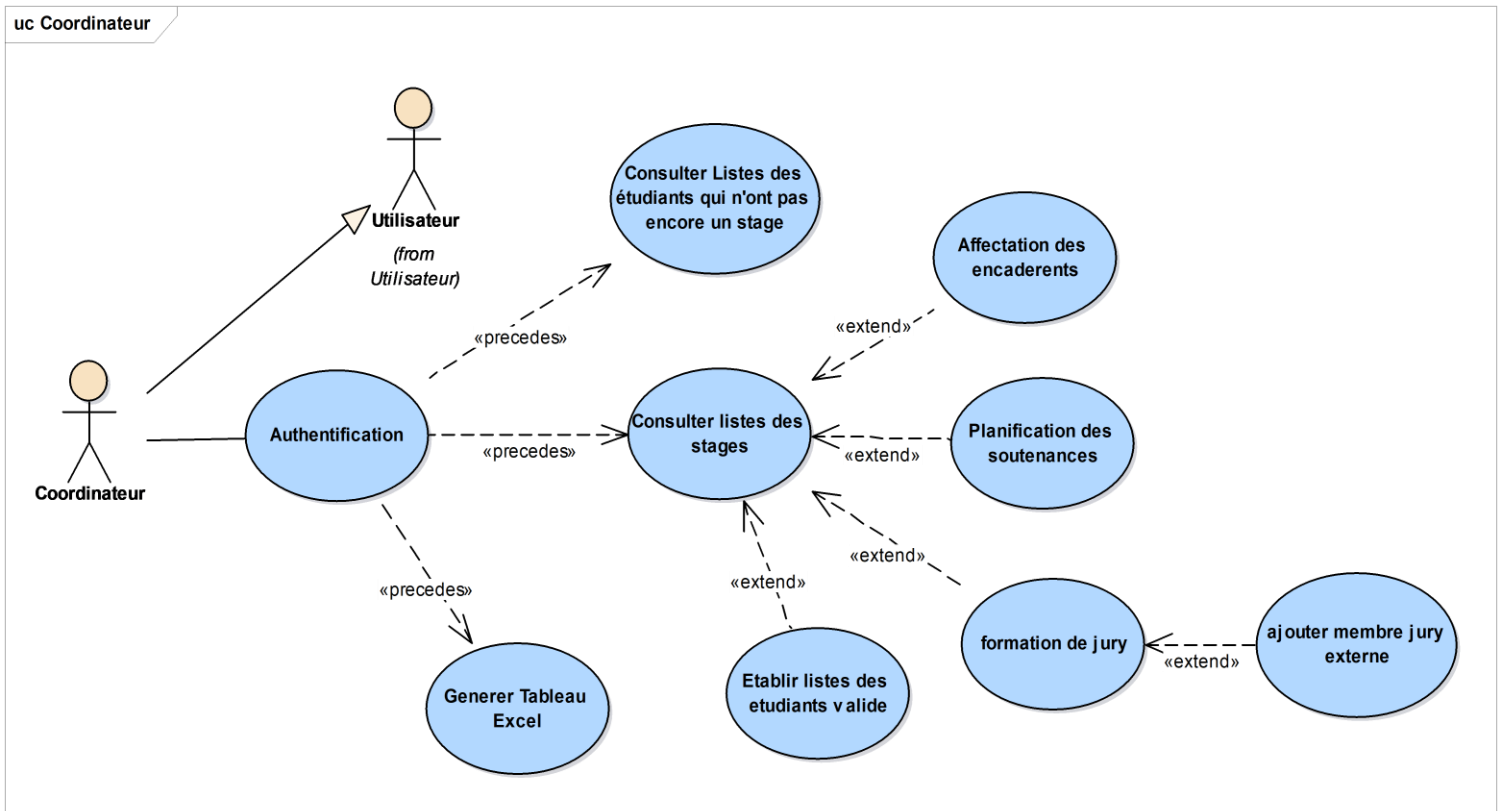 uc Coordinateur
Utilisateur
(from
Utilisateur)
Consulter Listes des
étudiants qui n'ont pas
encore un stage
Affectation des
encaderents
«extend»
«precedes»
Coordinateur
Authentification
«precedes»
Consulter listes des
stages
«extend»
Planification des
soutenances
«precedes»
«extend»
«extend»
Generer Tableau
Excel
Etablir listes des
etudiants valide
formation de jury
«extend»
ajouter membre jury
externe